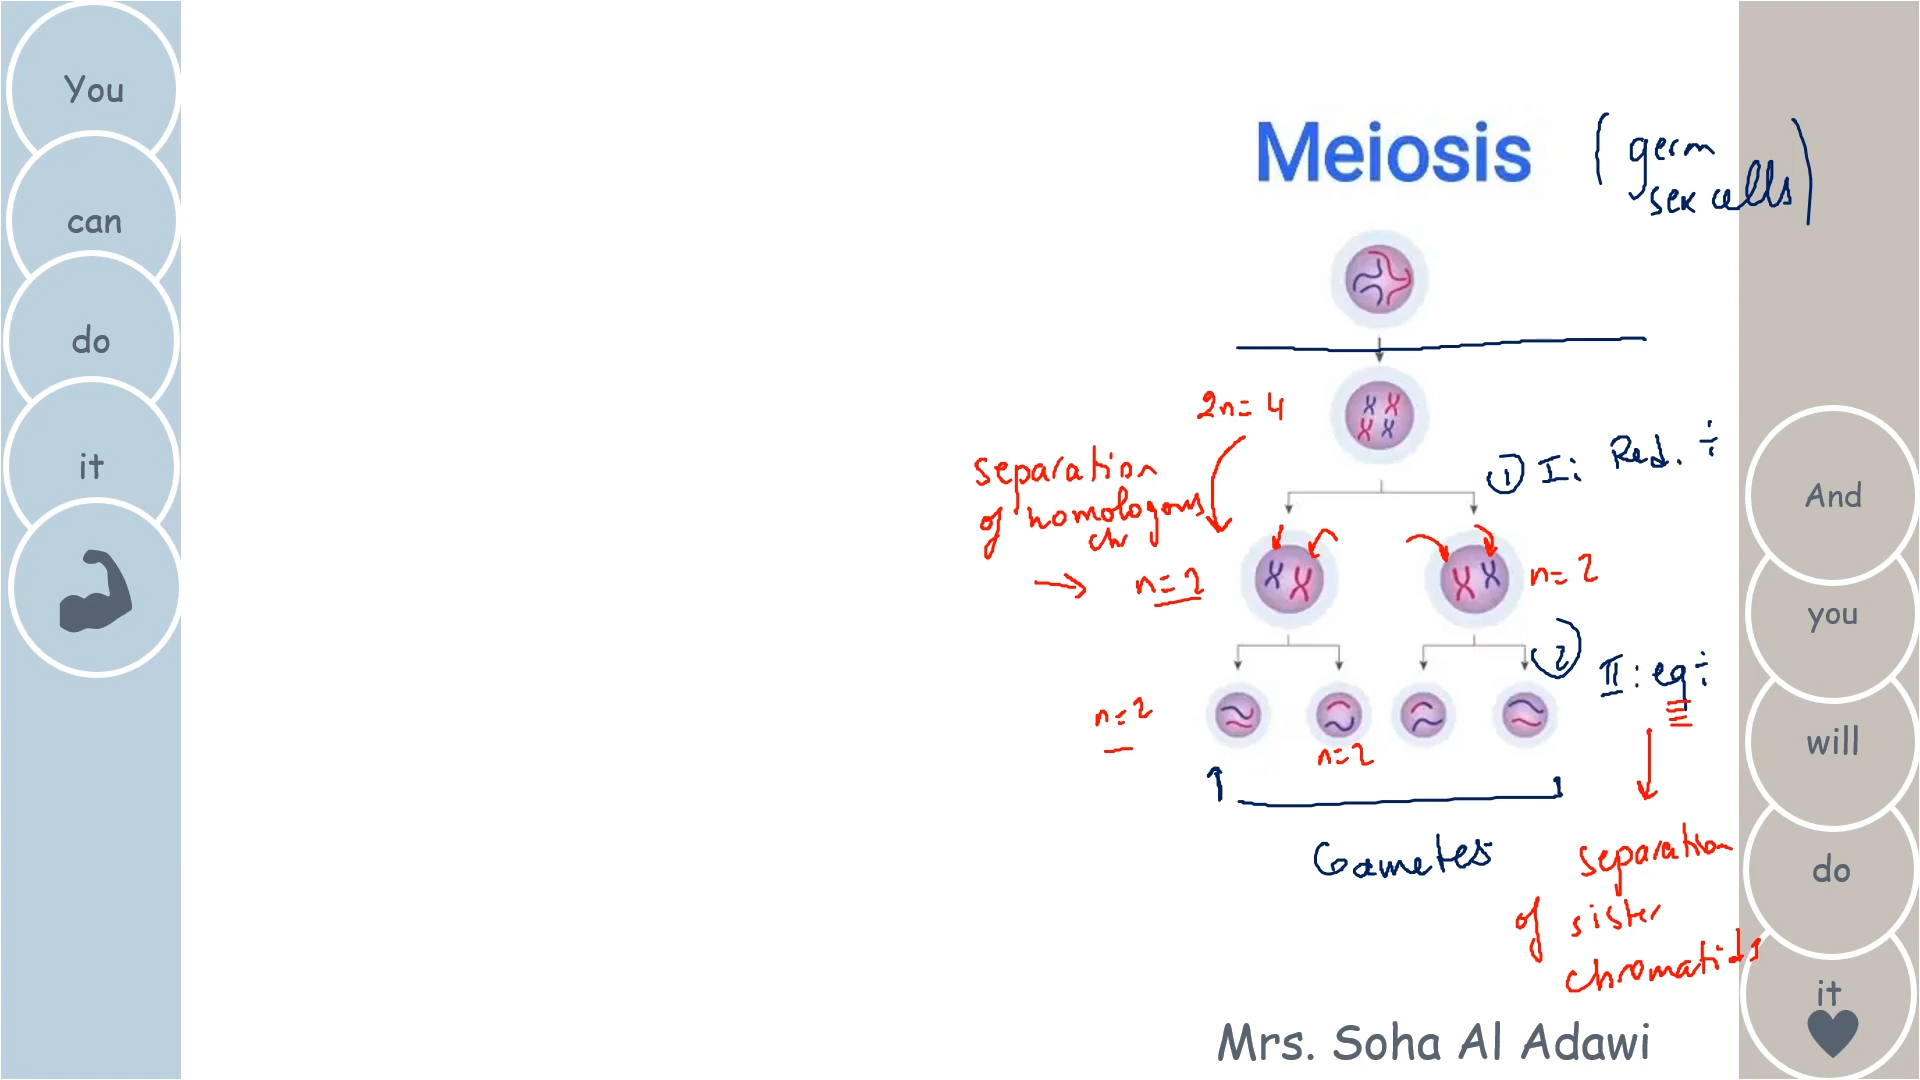 You
can
do
it
Meiosis
(germ
sex cells)
2n=4
separation
of homologous
chr
→ n=2
① I: Red. ÷
n=2
② II: eq ÷
n=2
n=2
Gametes
separation
of sister
chromatids
Mrs. Soha Al Adawi
And
you
will
do
it